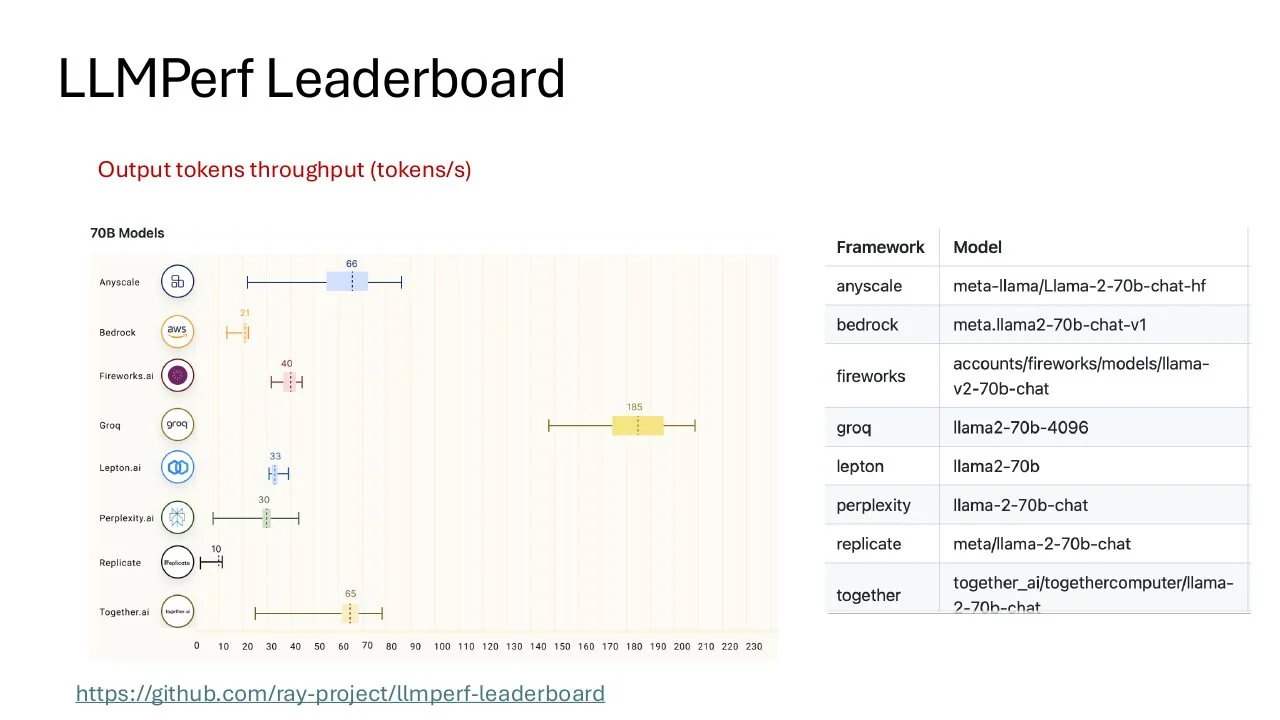 LLMPerf Leaderboard
Output tokens throughput (tokens/s)
70B Models
Anyscale
66
Bedrock
aws
21
Fireworks.ai
40
Groq
groq
185
Lepton.ai
33
Perplexity.ai
30
Replicate
replicate
10
Together.ai
together.ai
65
0 10 20 30 40 50 60 70 80 90 100 110 120 130 140 150 160 170 180 190 200 210 220 230
Framework Model
anyscale meta-llama/Llama-2-70b-chat-hf
bedrock meta.llama2-70b-chat-v1
fireworks accounts/fireworks/models/llama-
v2-70b-chat
groq llama2-70b-4096
lepton llama2-70b
perplexity llama-2-70b-chat
replicate meta/llama-2-70b-chat
together together_ai/togethercomputer/llama-
2-70b-chat
https://github.com/ray-project/llmperf-leaderboard